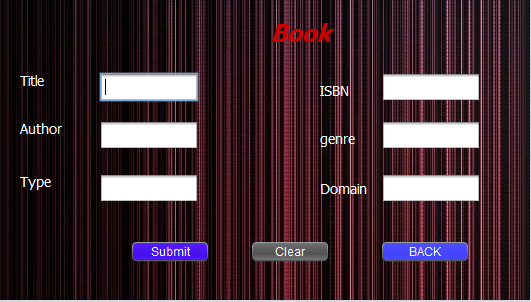 Book
Title
ISBN
Author
genre
Type
Domain
Submit
Clear
BACK